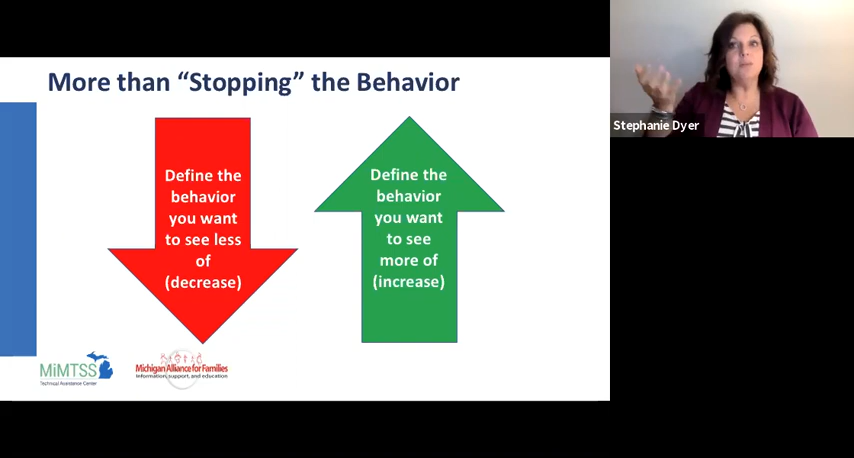 More than “Stopping” the Behavior
Define the
behavior
you want
to see less
of
(decrease)
Define the
behavior
you want
to see
more of
(increase)
MiMTSS
Technical Assistance Center
Michigan Alliance for Families
Information, support, and education
Stephanie Dyer